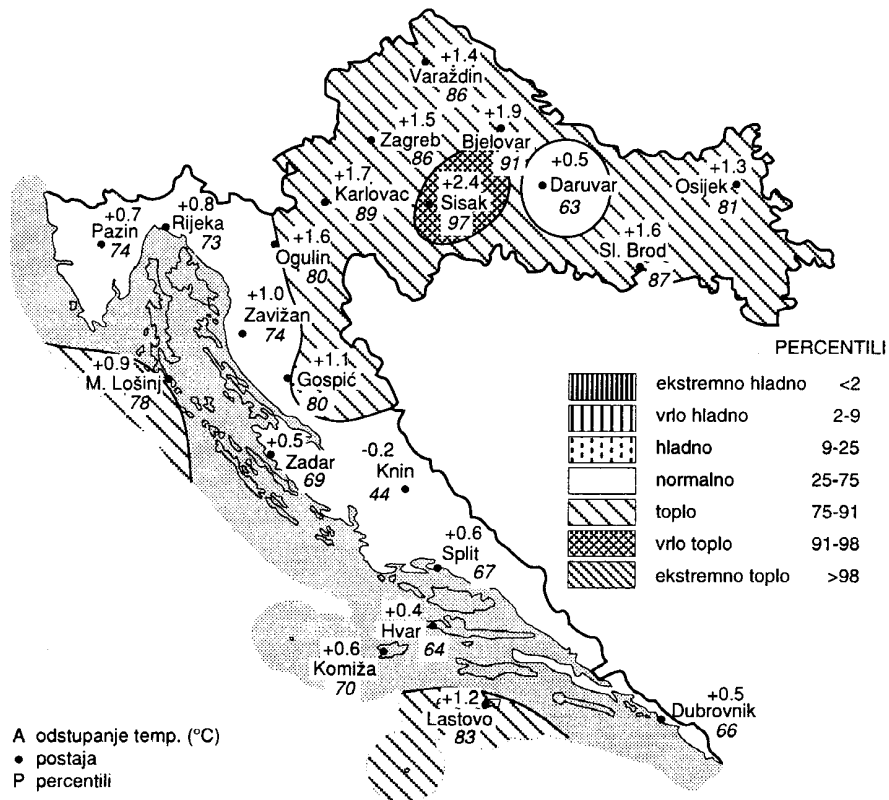 +1.4
Varaždin
86
+1.9
Bjelovar
91
+1.5
Zagreb
86
+0.5
Daruvar
63
+1.3
Osijek
81
+1.7
Karlovac
89
+2.4
Sisak
97
+0.8
Rijeka
73
+0.7
Pazin
74
+1.6
Ogulin
80
+1.6
Sl. Brod
87
+1.0
Zavižan
74
+0.9
M. Lošinj
78
+1.1
Gospić
80
+0.5
Zadar
69
-0.2
Knin
44
+0.6
Split
67
+0.4
Hvar
64
+0.6
Komiža
70
+1.2
Lastovo
83
+0.5
Dubrovnik
66
PERCENTILI
ekstremno hladno <2
vrlo hladno 2-9
hladno 9-25
normalno 25-75
toplo 75-91
vrlo toplo 91-98
ekstremno toplo >98
A odstupanje temp. (°C)
• postaja
P percentili